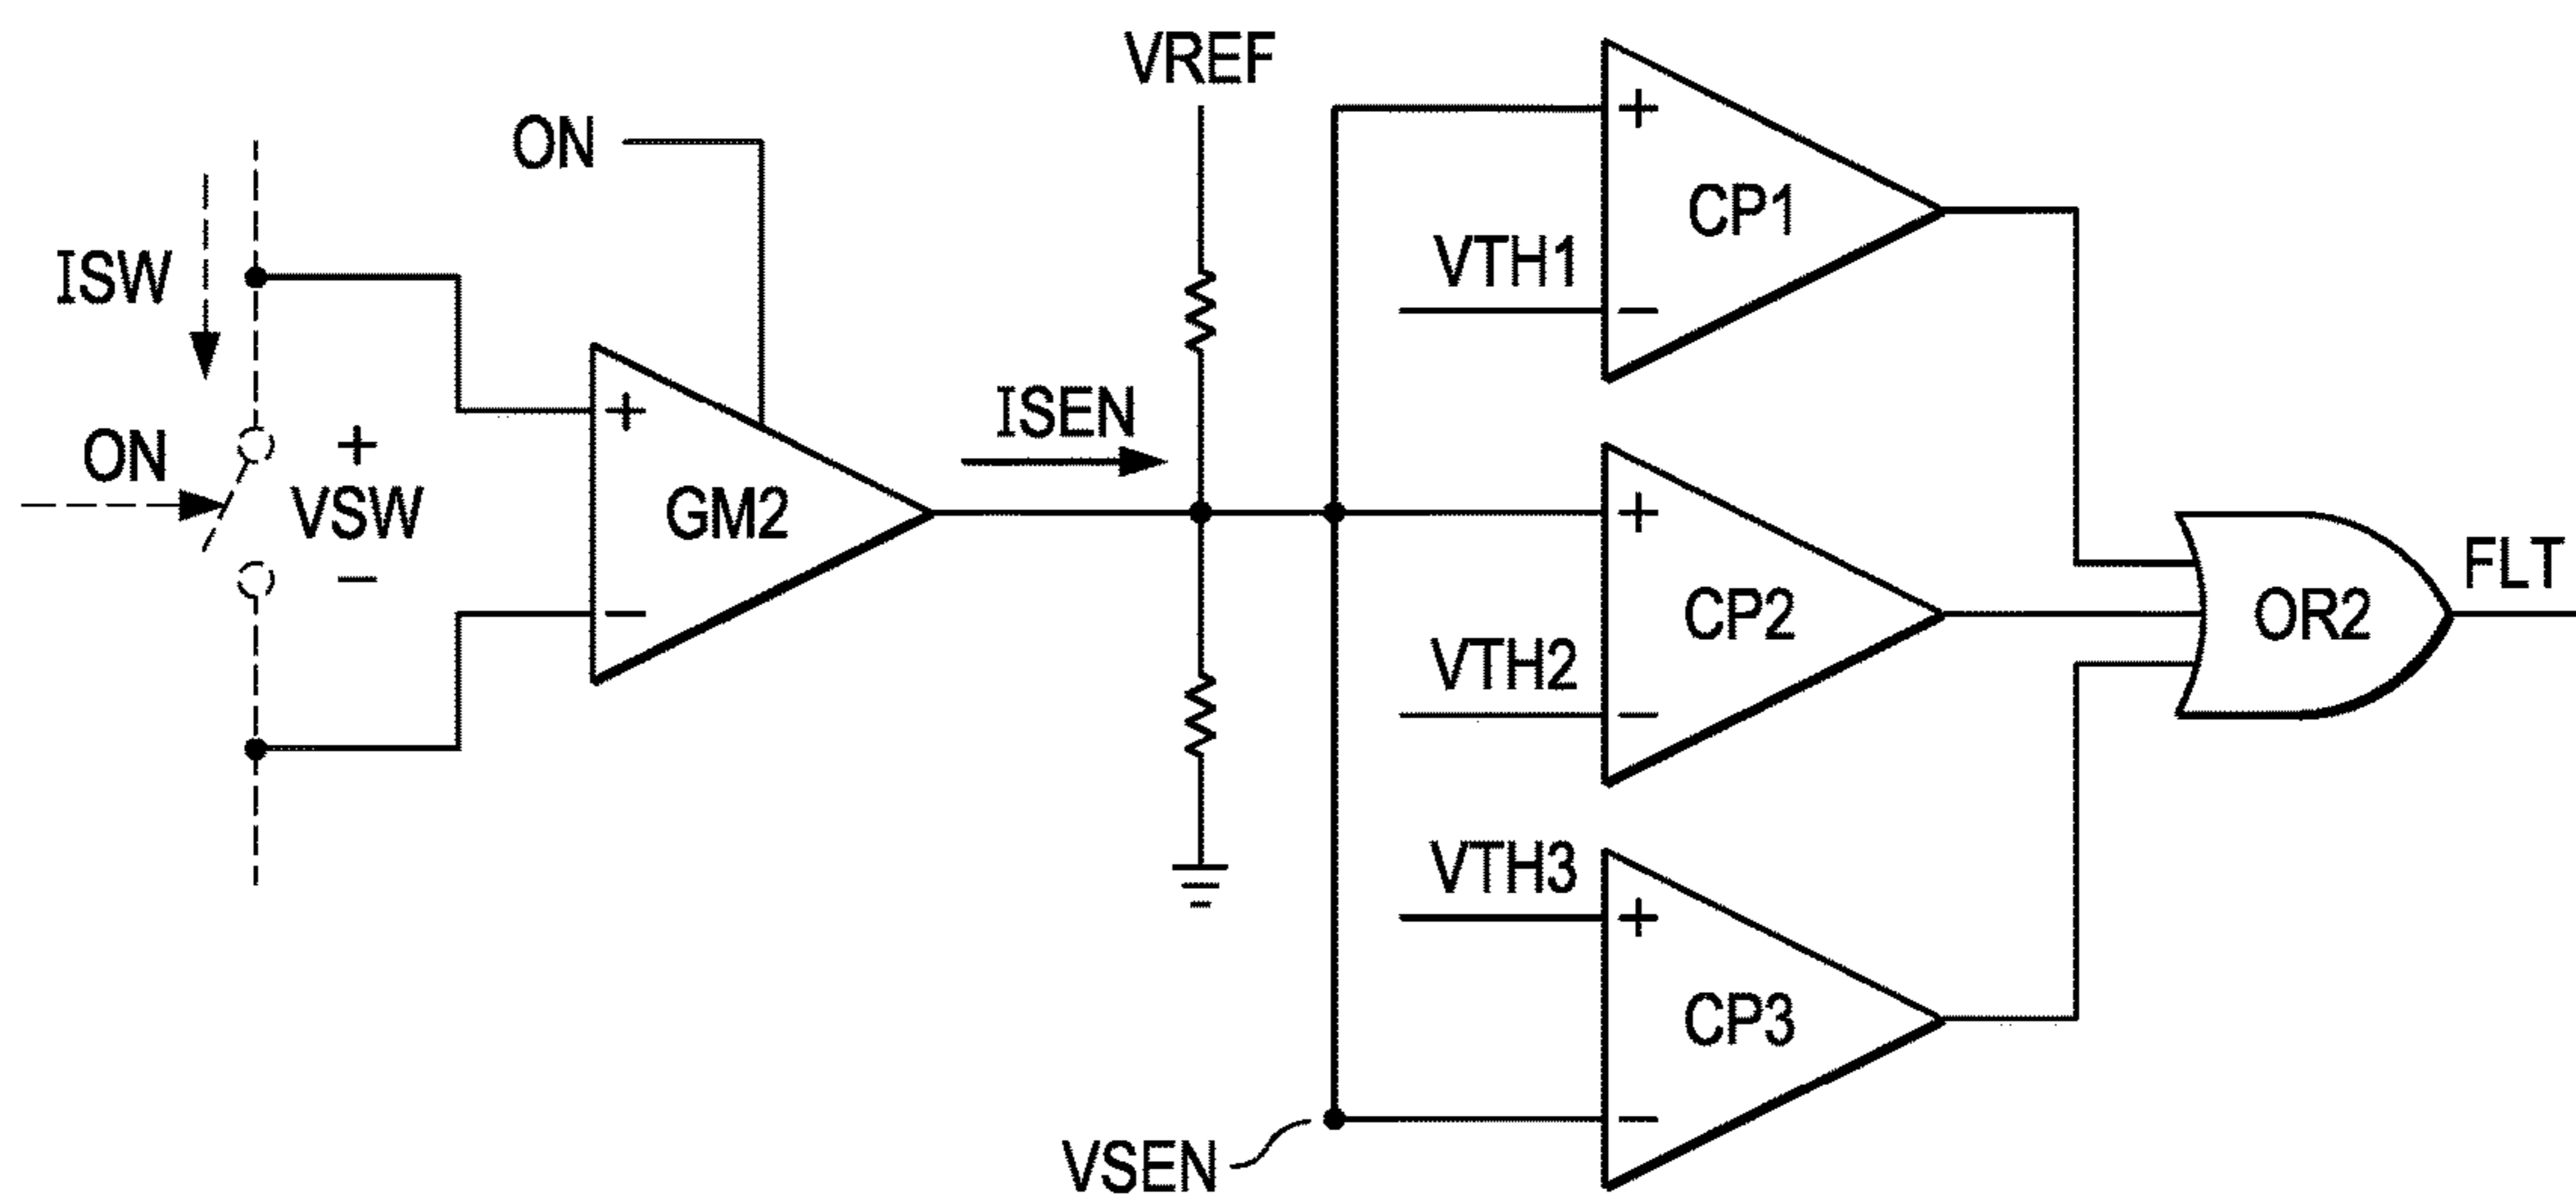 VREF
ON
ISW
ON
+
VSW
−
+
GM2
−
ISEN
+
CP1
VTH1
−
+
CP2
VTH2
−
VTH3
+
CP3
−
VSEN
OR2
FLT